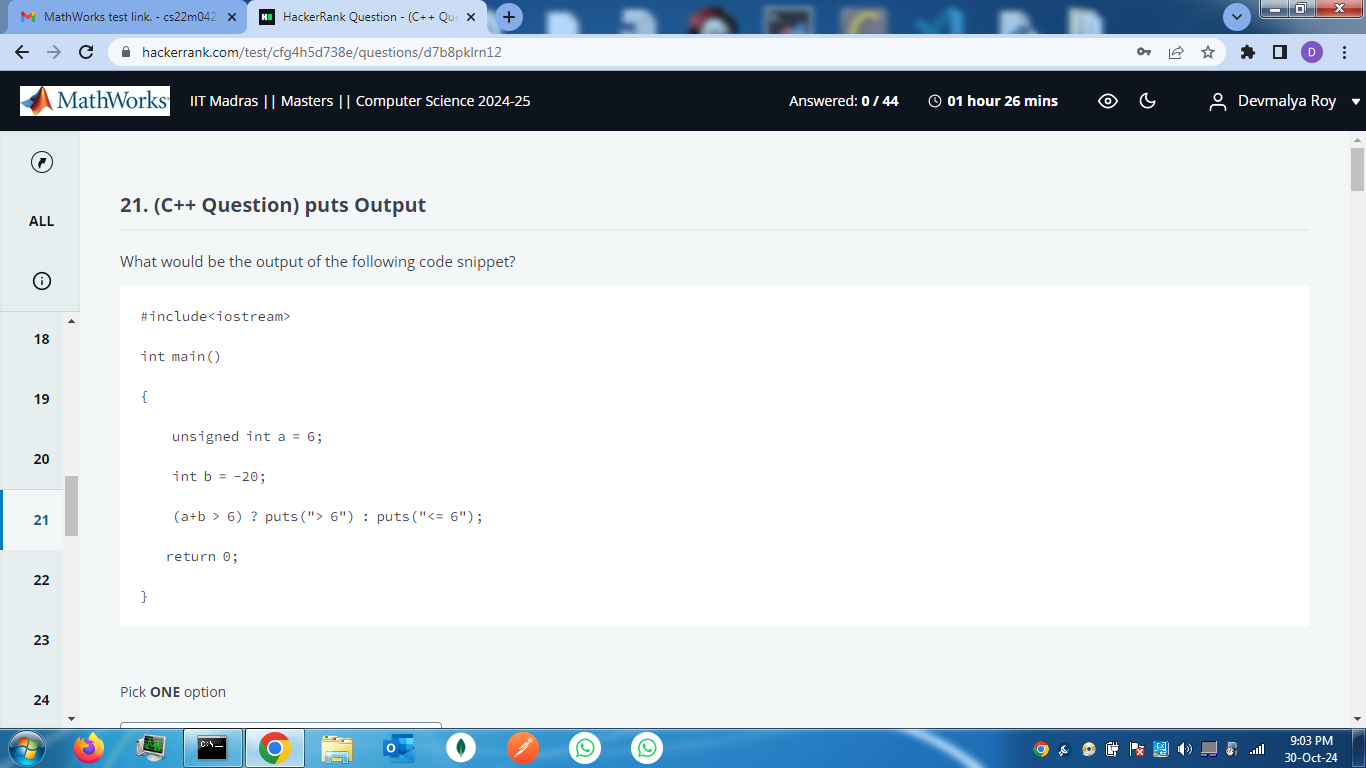 MathWorks test link. - cs22m042
HackerRank Question - (C++ Que
hackerrank.com/test/cfg4h5d738e/questions/d7b8pklrn12
D
MathWorks
IIT Madras || Masters || Computer Science 2024-25
Answered: 0 / 44
01 hour 26 mins
Devmalya Roy
ALL
18
19
20
21
22
23
24
21. (C++ Question) puts Output
What would be the output of the following code snippet?
#include<iostream>
int main()
{
unsigned int a = 6;
int b = -20;
(a+b > 6) ? puts("> 6") : puts("<= 6");
return 0;
}
Pick ONE option
9:03 PM
30-Oct-24